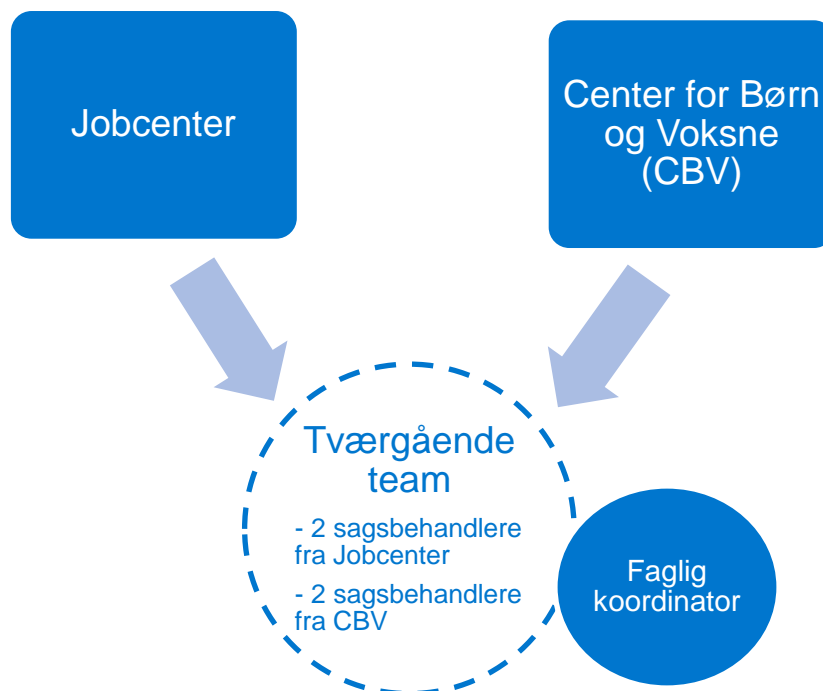 Jobcenter
Center for Børn
og Voksne
(CBV)
Tværgående
team
- 2 sagsbehandlere
fra Jobcenter
- 2 sagsbehandlere
fra CBV
Faglig
koordinator